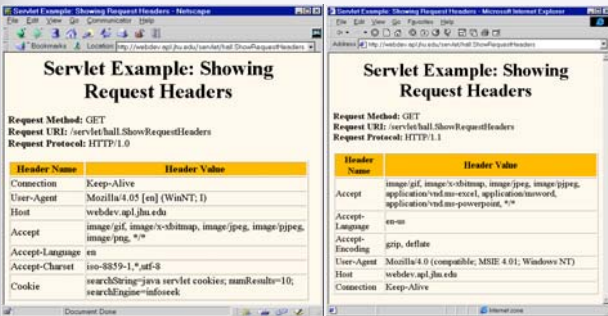 Servlet Example: Showing Request Headers - Netscape
File Edit View Go Communicator Help
Bookmarks Location http://webdev.apl.jhu.edu/servlet/hall.ShowRequestHeaders
Servlet Example: Showing
Request Headers
Request Method: GET
Request URI: /servlet/hall.ShowRequestHeaders
Request Protocol: HTTP/1.0
Header Name Header Value
Connection Keep-Alive
User-Agent Mozilla/4.05 [en] (WinNT; I)
Host webdev.apl.jhu.edu
Accept image/gif, image/x-xbitmap, image/jpeg, image/pjpeg,
image/png, */*
Accept-Language en
Accept-Charset iso-8859-1,*,utf-8
Cookie searchString=java servlet cookies; numResults=10;
searchEngine=infoseek
Document Done
Servlet Example: Showing Request Headers - Microsoft Internet Explorer
File Edit View Go Favorites Help
Address http://webdev.apl.jhu.edu/servlet/hall.ShowRequestHeaders
Servlet Example: Showing
Request Headers
Request Method: GET
Request URI: /servlet/hall.ShowRequestHeaders
Request Protocol: HTTP/1.1
Header
Name Header Value
Accept image/gif, image/x-xbitmap, image/jpeg, image/pjpeg,
application/vnd.ms-excel, application/msword,
application/vnd.ms-powerpoint, */*
Accept-
Language en-us
Accept-
Encoding gzip, deflate
User-Agent Mozilla/4.0 (compatible; MSIE 4.01; Windows NT)
Host webdev.apl.jhu.edu
Connection Keep-Alive
Internet zone